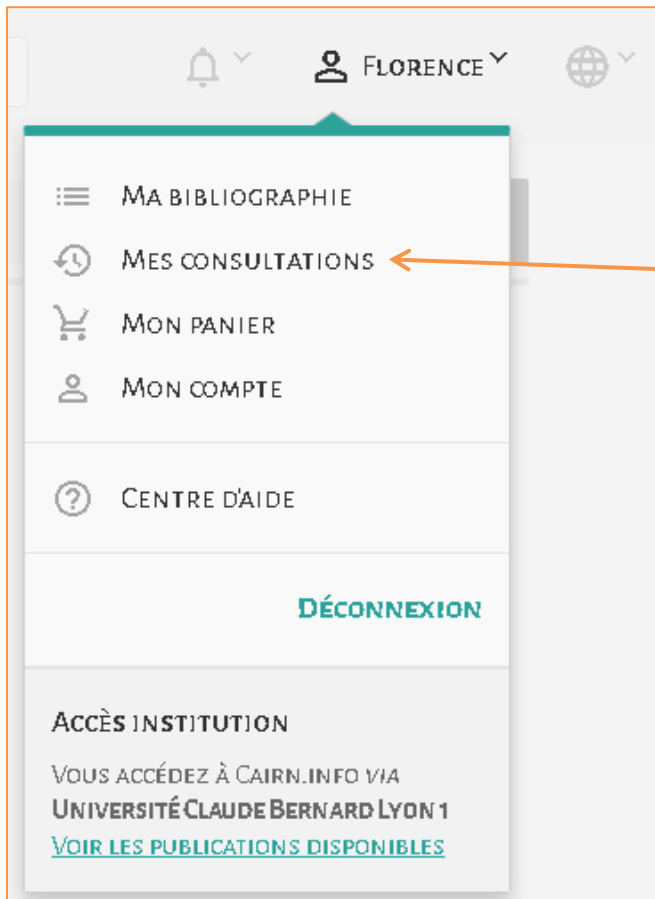 Florence
Ma bibliographie
Mes consultations
Mon panier
Mon compte
Centre d'aide
Déconnexion
Accès institution
Vous accédez à Cairn.info via
Université Claude Bernard Lyon 1
Voir les publications disponibles